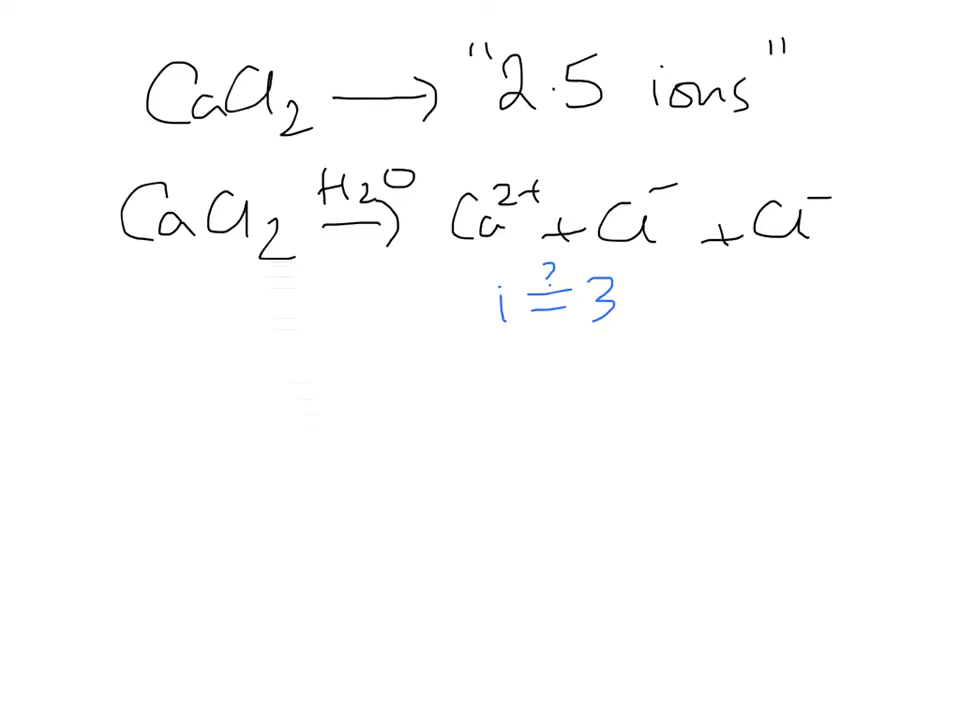 CaCl₂ ⟶ "2.5 ions"
CaCl₂ ⟶ H₂O Ca²⁺ + Cl⁻ + Cl⁻
i ≟ 3